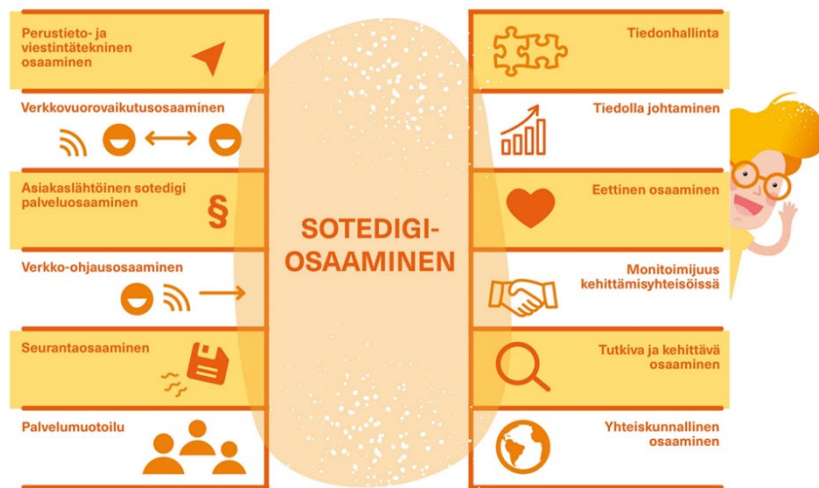 Perustieto- ja
viestintätekninen
osaaminen
Verkkovuorovaikutusosaaminen
Asiakaslähtöinen sotedigi
palveluosaaminen
§
Verkko-ohjausosaaminen
Seurantaosaaminen
Palvelumuotoilu
SOTEDIGI-
OSAAMINEN
Tiedonhallinta
Tiedolla johtaminen
Eettinen osaaminen
Monitoimijuus
kehittämisyhteisöissä
Tutkiva ja kehittävä
osaaminen
Yhteiskunnallinen
osaaminen